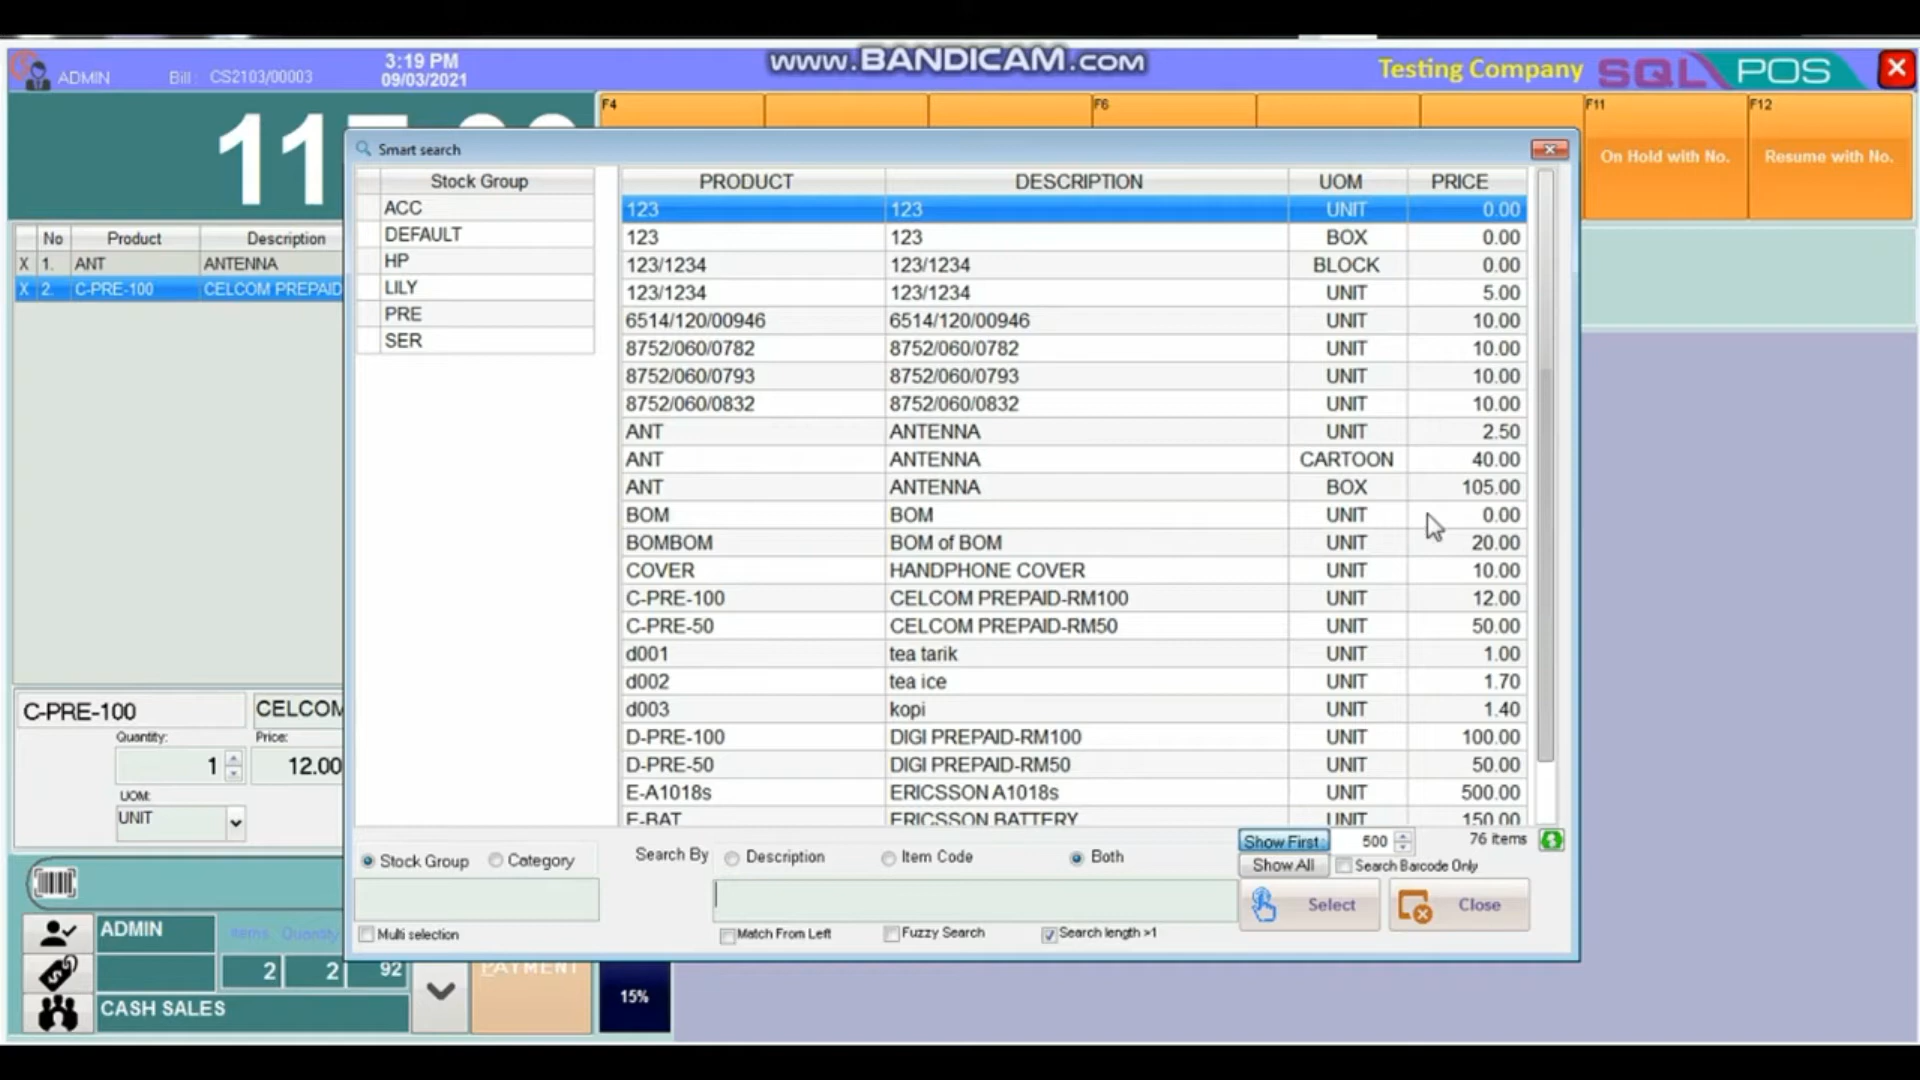 www.BANDICAM.com
ADMIN Bill : CS2103/00003 3:19 PM 09/03/2021 Testing Company SQL POS
F4 F6 F11 F12
On Hold with No. Resume with No.
No Product Description
X 1. ANT ANTENNA
X 2. C-PRE-100 CELCOM PREPAID
C-PRE-100 CELCOM
Quantity: Price:
1 12.00
UOM:
UNIT
ADMIN Items Quantity
2 2 92
CASH SALES
PAYMENT
15%
Smart search
Stock Group
ACC
DEFAULT
HP
LILY
PRE
SER
PRODUCT DESCRIPTION UOM PRICE
123 123 UNIT 0.00
123 123 BOX 0.00
123/1234 123/1234 BLOCK 0.00
123/1234 123/1234 UNIT 5.00
6514/120/00946 6514/120/00946 UNIT 10.00
8752/060/0782 8752/060/0782 UNIT 10.00
8752/060/0793 8752/060/0793 UNIT 10.00
8752/060/0832 8752/060/0832 UNIT 10.00
ANT ANTENNA UNIT 2.50
ANT ANTENNA CARTOON 40.00
ANT ANTENNA BOX 105.00
BOM BOM UNIT 0.00
BOMBOM BOM of BOM UNIT 20.00
COVER HANDPHONE COVER UNIT 10.00
C-PRE-100 CELCOM PREPAID-RM100 UNIT 12.00
C-PRE-50 CELCOM PREPAID-RM50 UNIT 50.00
d001 tea tarik UNIT 1.00
d002 tea ice UNIT 1.70
d003 kopi UNIT 1.40
D-PRE-100 DIGI PREPAID-RM100 UNIT 100.00
D-PRE-50 DIGI PREPAID-RM50 UNIT 50.00
E-A1018s ERICSSON A1018s UNIT 500.00
E-BAT ERICSSON BATTERY UNIT 150.00
Stock Group Category
Multi selection
Search By Description Item Code Both
Match From Left Fuzzy Search Search length >1
Show First : 500 76 items
Show All Search Barcode Only
Select Close